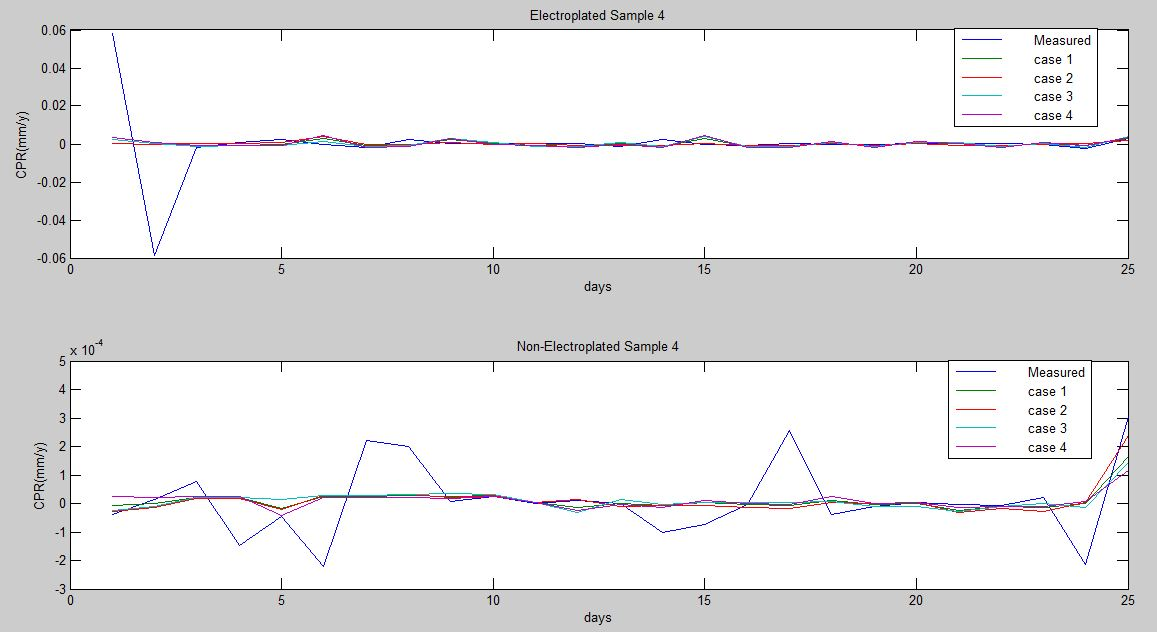 Electroplated Sample 4
0.06
0.04
0.02
0
-0.02
-0.04
-0.06
CPR(mm/y)
Measured
case 1
case 2
case 3
case 4
0 5 10 15 20 25
days
Non-Electroplated Sample 4
x 10-4
5
4
3
2
1
0
-1
-2
-3
CPR(mm/y)
Measured
case 1
case 2
case 3
case 4
0 5 10 15 20 25
days